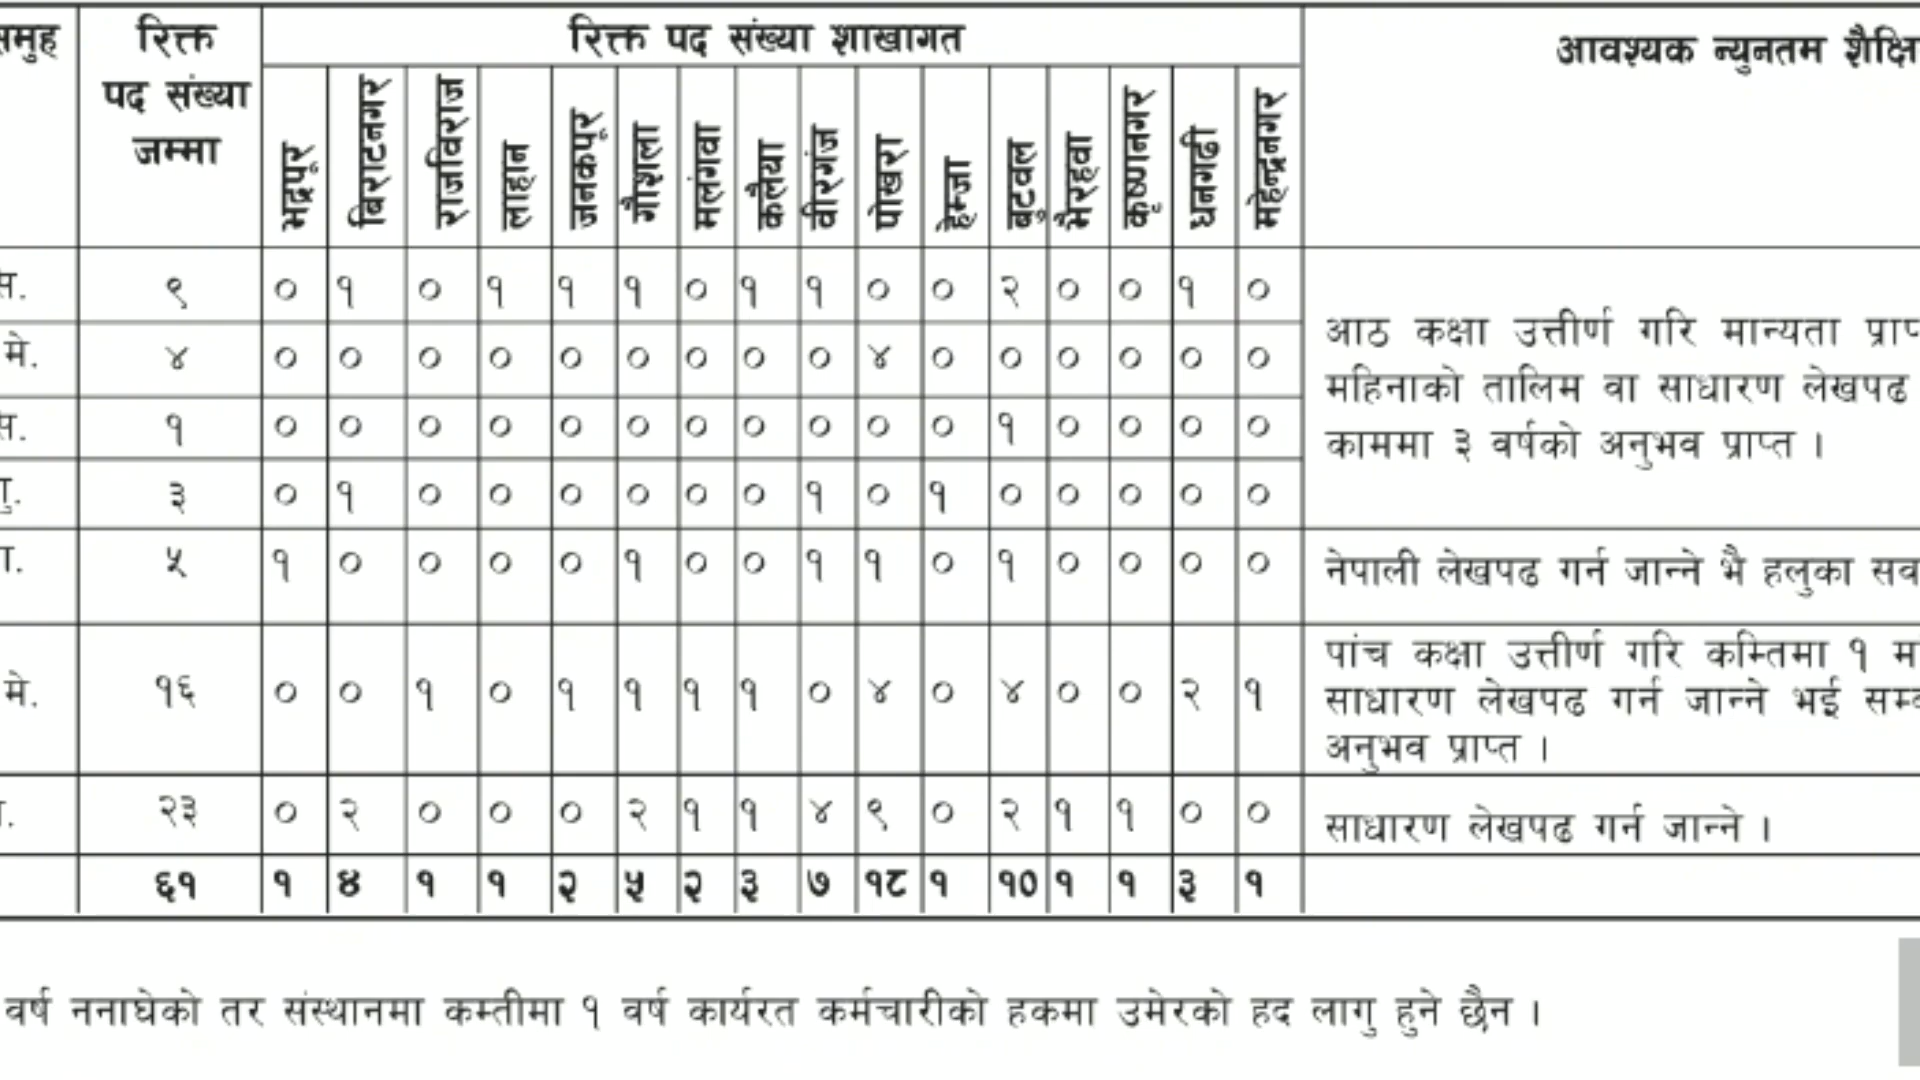 समुह रिक्त पद संख्या जम्मा रिक्त पद संख्या शाखागत आवश्यक न्युनतम शैक्षि
भद्रपूर बिराटनगर राजबिराज लाहान जनकपूर गौशला मलंगवा कलैया वीरगंज पोखरा हेम्जा बुटवल भैरहवा कृष्णनगर धनगढी महेन्द्रनगर
स. ९ ० १ ० १ १ १ ० १ १ ० ० २ ० ० १ ०
मे. ४ ० ० ० ० ० ० ० ० ० ४ ० ० ० ० ० ०
स. १ ० ० ० ० ० ० ० ० ० ० ० १ ० ० ० ०
आठ कक्षा उत्तीर्ण गरि मान्यता प्राप
महिनाको तालिम वा साधारण लेखपढ
काममा ३ वर्षको अनुभव प्राप्त ।
गु. ३ ० १ ० ० ० ० ० ० १ ० १ ० ० ० ० ०
ा. ५ १ ० ० ० ० १ ० ० १ १ ० १ ० ० ० ० नेपाली लेखपढ गर्न जान्ने भै हलुका सव
मे. १६ ० ० १ ० १ १ १ १ ० ४ ० ४ ० ० २ १
पांच कक्षा उत्तीर्ण गरि कम्तिमा १ म
साधारण लेखपढ गर्न जान्ने भई सम्ब
अनुभव प्राप्त ।
२३ ० २ ० ० ० २ १ १ ४ ९ ० २ १ १ ० ० साधारण लेखपढ गर्न जान्ने ।
६१ १ ४ १ १ २ ५ २ ३ ७ १८ १ १० १ १ ३ १
वर्ष ननाघेको तर संस्थानमा कम्तीमा १ वर्ष कार्यरत कर्मचारीको हकमा उमेरको हद लागु हुने छैन ।